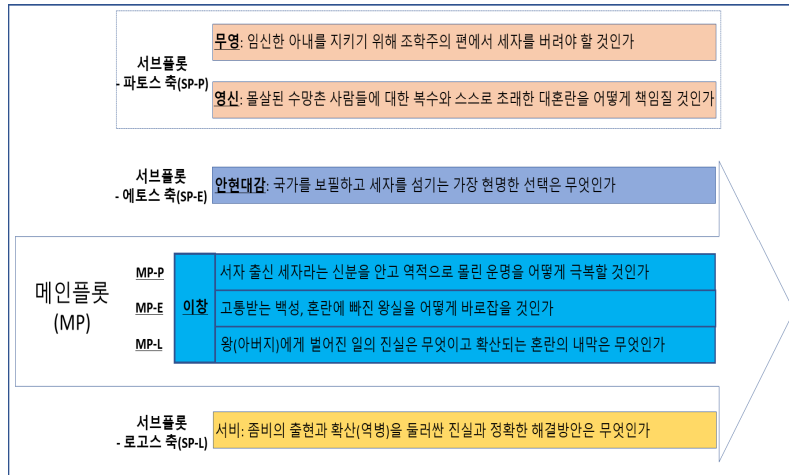 서브플롯
- 파토스 축(SP-P)
무영: 임신한 아내를 지키기 위해 조학주의 편에서 세자를 버려야 할 것인가
영신: 몰살된 수망촌 사람들에 대한 복수와 스스로 초래한 대혼란을 어떻게 책임질 것인가
서브플롯
- 에토스 축(SP-E)
안현대감: 국가를 보필하고 세자를 섬기는 가장 현명한 선택은 무엇인가
메인플롯
(MP)
이창
MP-P
서자 출신 세자라는 신분을 안고 역적으로 몰린 운명을 어떻게 극복할 것인가
MP-E
고통받는 백성, 혼란에 빠진 왕실을 어떻게 바로잡을 것인가
MP-L
왕(아버지)에게 벌어진 일의 진실은 무엇이고 확산되는 혼란의 내막은 무엇인가
서브플롯
- 로고스 축(SP-L)
서비: 좀비의 출현과 확산(역병)을 둘러싼 진실과 정확한 해결방안은 무엇인가